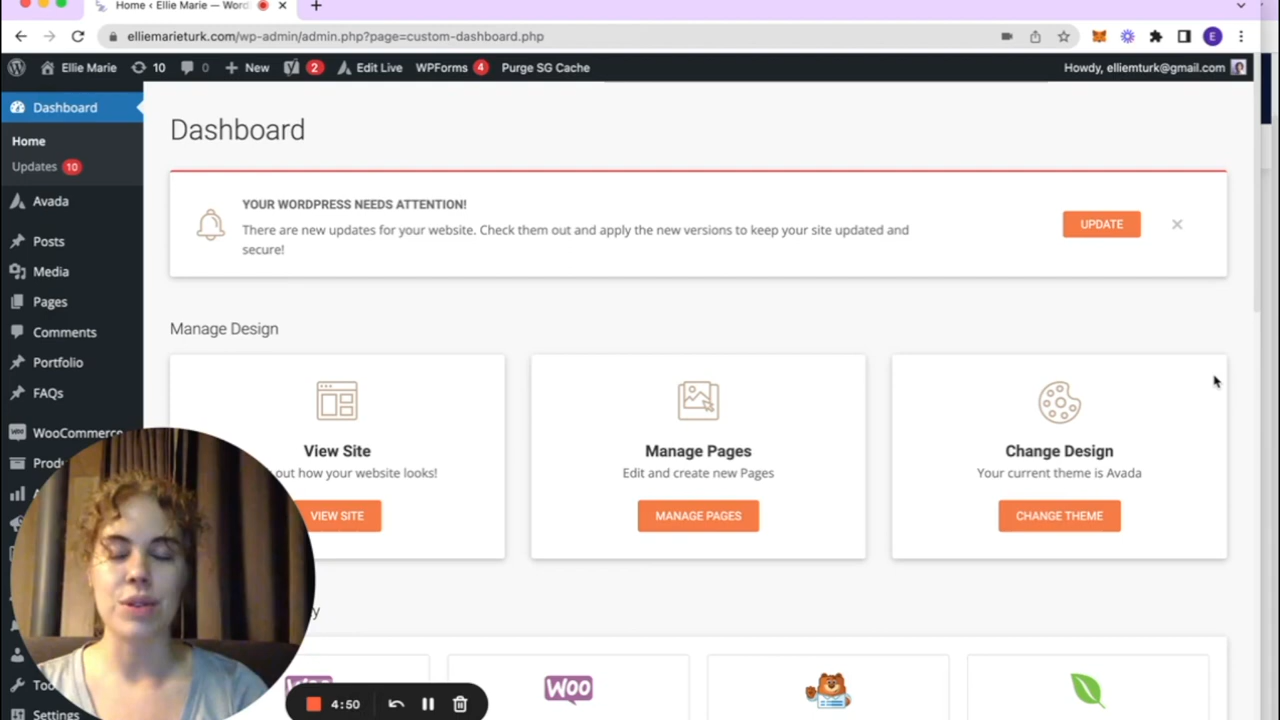 Home ‹ Ellie Marie — Word
elliemarieturk.com/wp-admin/admin.php?page=custom-dashboard.php
E
Ellie Marie
10
0
New
2
Edit Live
WPForms
4
Purge SG Cache
Howdy, elliemturk@gmail.com
Dashboard
Home
Updates
10
Avada
Posts
Media
Pages
Comments
Portfolio
FAQs
WooCommerce
Settings
Dashboard
YOUR WORDPRESS NEEDS ATTENTION!
There are new updates for your website. Check them out and apply the new versions to keep your site updated and
secure!
UPDATE
Manage Design
View Site
out how your website looks!
VIEW SITE
Manage Pages
Edit and create new Pages
MANAGE PAGES
Change Design
Your current theme is Avada
CHANGE THEME
WOO
4:50